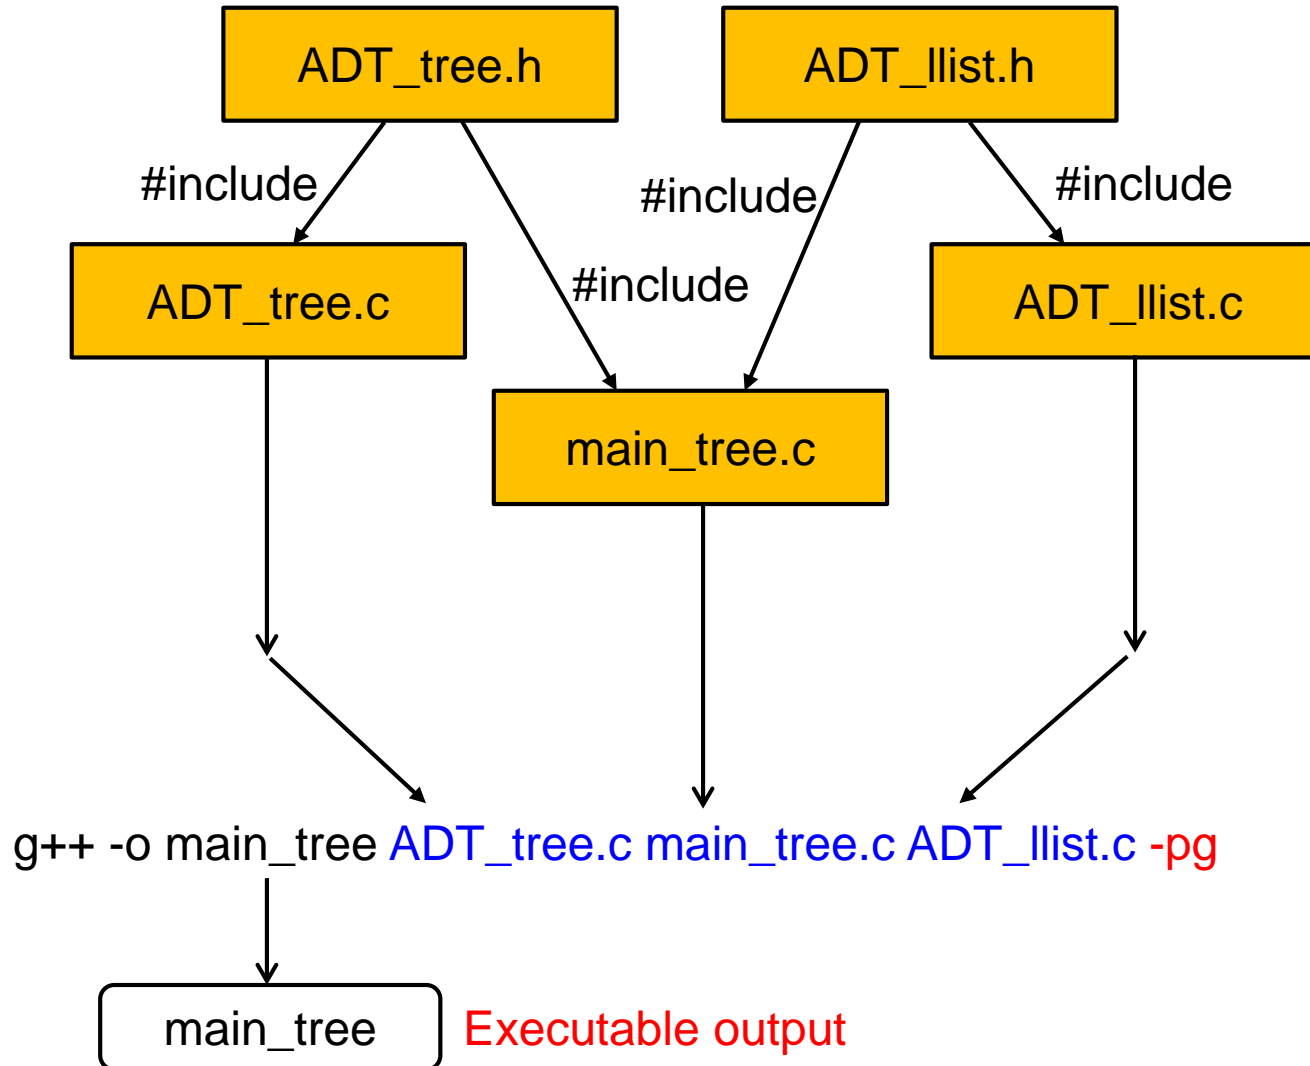 ADT_tree.h
ADT_llist.h
#include
#include
#include
#include
ADT_tree.c
ADT_llist.c
main_tree.c
g++ -o main_tree ADT_tree.c main_tree.c ADT_llist.c -pg
main_tree
Executable output